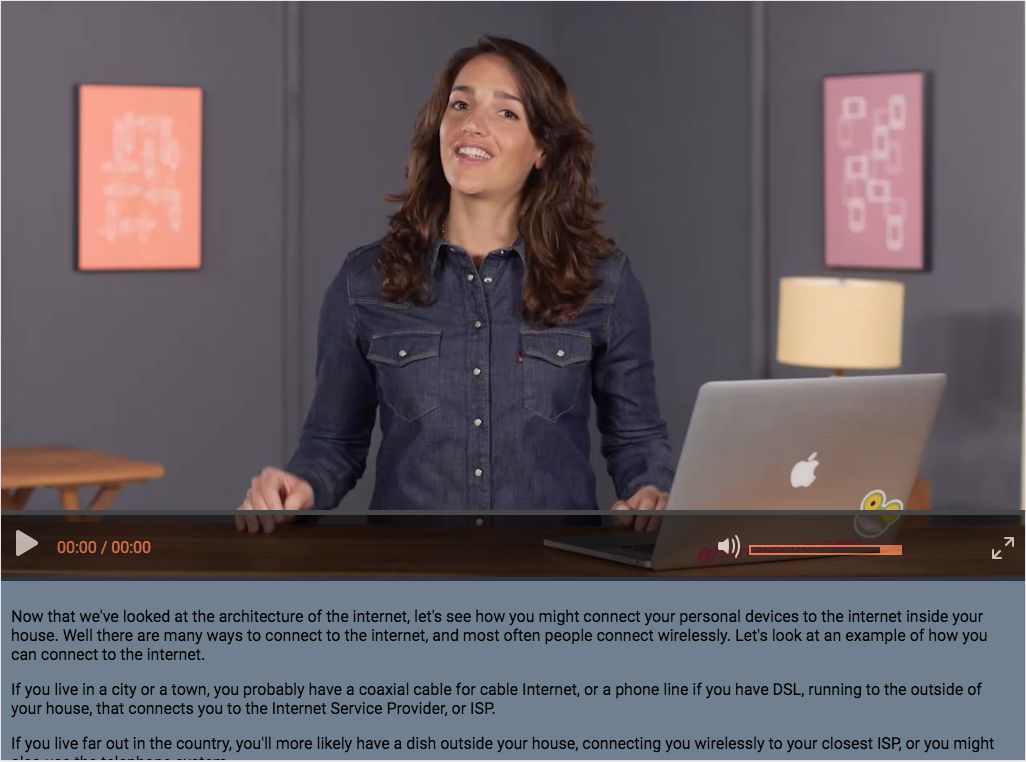 00:00 / 00:00
Now that we've looked at the architecture of the internet, let's see how you might connect your personal devices to the internet inside your
house. Well there are many ways to connect to the internet, and most often people connect wirelessly. Let's look at an example of how you
can connect to the internet.
If you live in a city or a town, you probably have a coaxial cable for cable Internet, or a phone line if you have DSL, running to the outside of
your house, that connects you to the Internet Service Provider, or ISP.
If you live far out in the country, you'll more likely have a dish outside your house, connecting you wirelessly to your closest ISP, or you might
also use the telephone system.